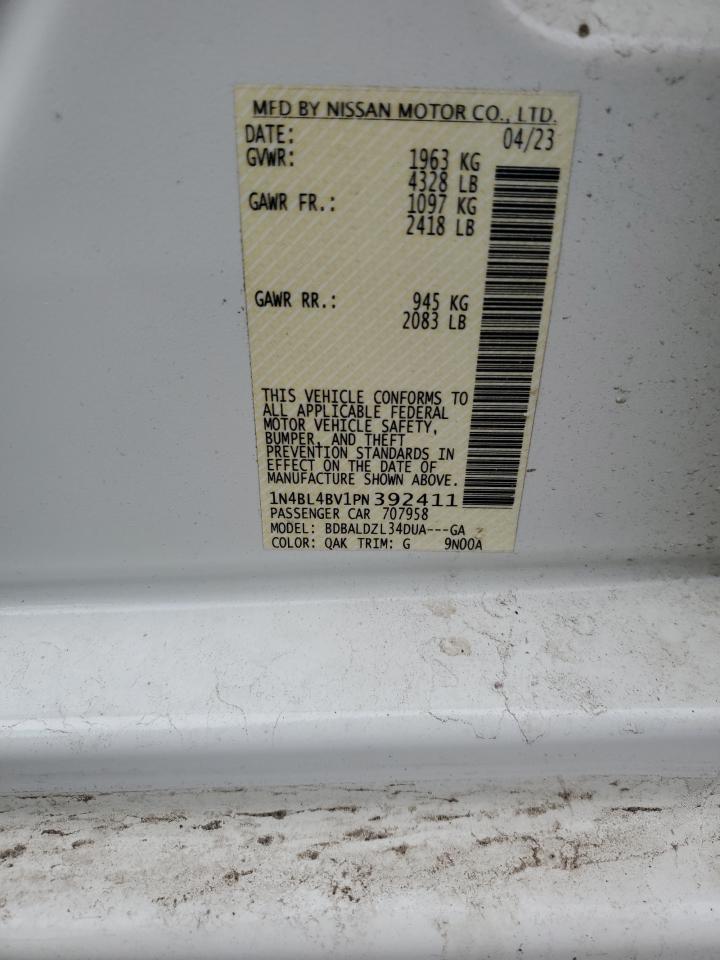 MFD BY NISSAN MOTOR CO., LTD.
DATE: 04/23
GVWR: 1963 KG
4328 LB
GAWR FR.: 1097 KG
2418 LB
GAWR RR.: 945 KG
2083 LB
THIS VEHICLE CONFORMS TO
ALL APPLICABLE FEDERAL
MOTOR VEHICLE SAFETY,
BUMPER, AND THEFT
PREVENTION STANDARDS IN
EFFECT ON THE DATE OF
MANUFACTURE SHOWN ABOVE.
1N4BL4BV1PN392411
PASSENGER CAR 707958
MODEL: BDBALDZL34DUA---GA
COLOR: QAK TRIM: G 9N00A